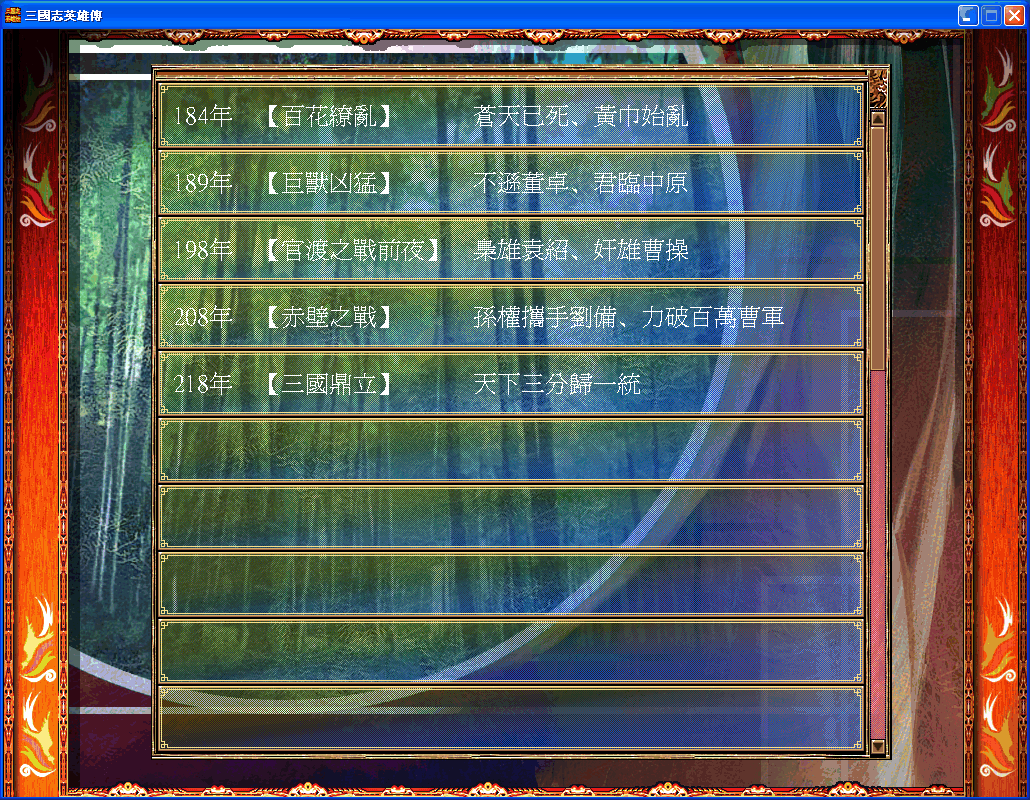 三國志英雄傳
184年 【百花繚亂】 蒼天已死、黃巾始亂
189年 【亙獸凶猛】 不遜董卓、君臨中原
198年 【官渡之戰前夜】 梟雄袁紹、奸雄曹操
208年 【赤壁之戰】 孫權攜手劉備、力破百萬曹軍
218年 【三國鼎立】 天下三分歸一統